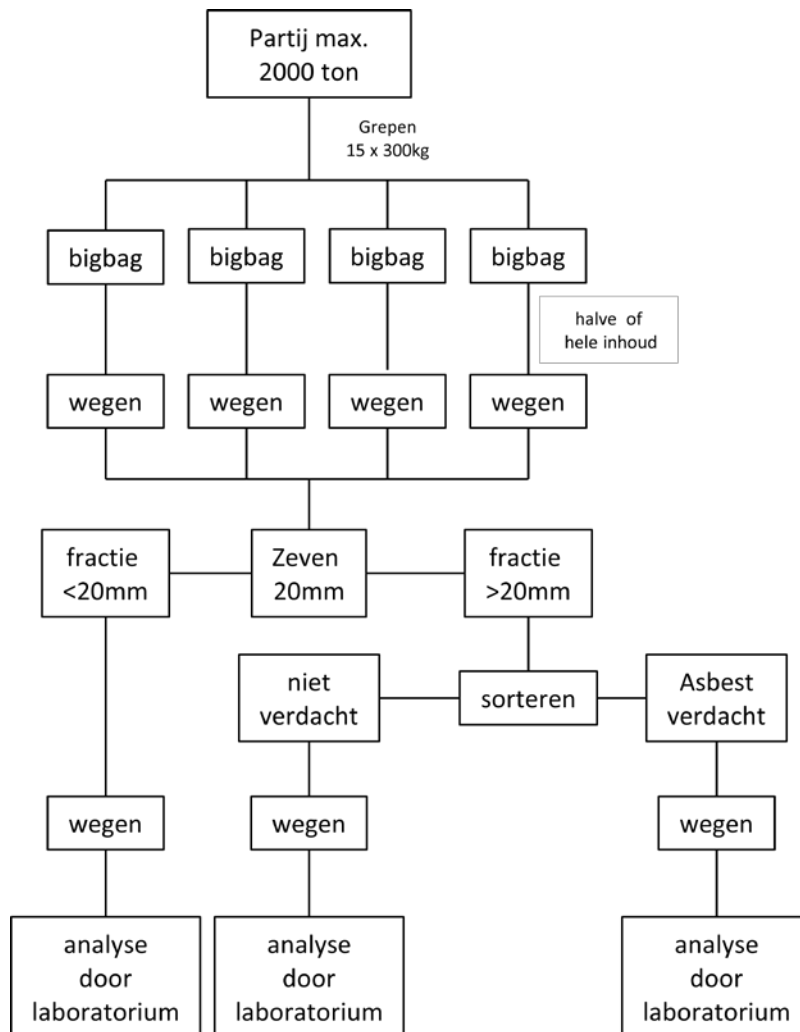 Partij max.
2000 ton
Grepen
15 x 300kg
bigbag
bigbag
bigbag
bigbag
halve of
hele inhoud
wegen
wegen
wegen
wegen
fractie
<20mm
Zeven
20mm
fractie
>20mm
niet
verdacht
sorteren
Asbest
verdacht
wegen
wegen
wegen
analyse
door
laboratorium
analyse
door
laboratorium
analyse
door
laboratorium